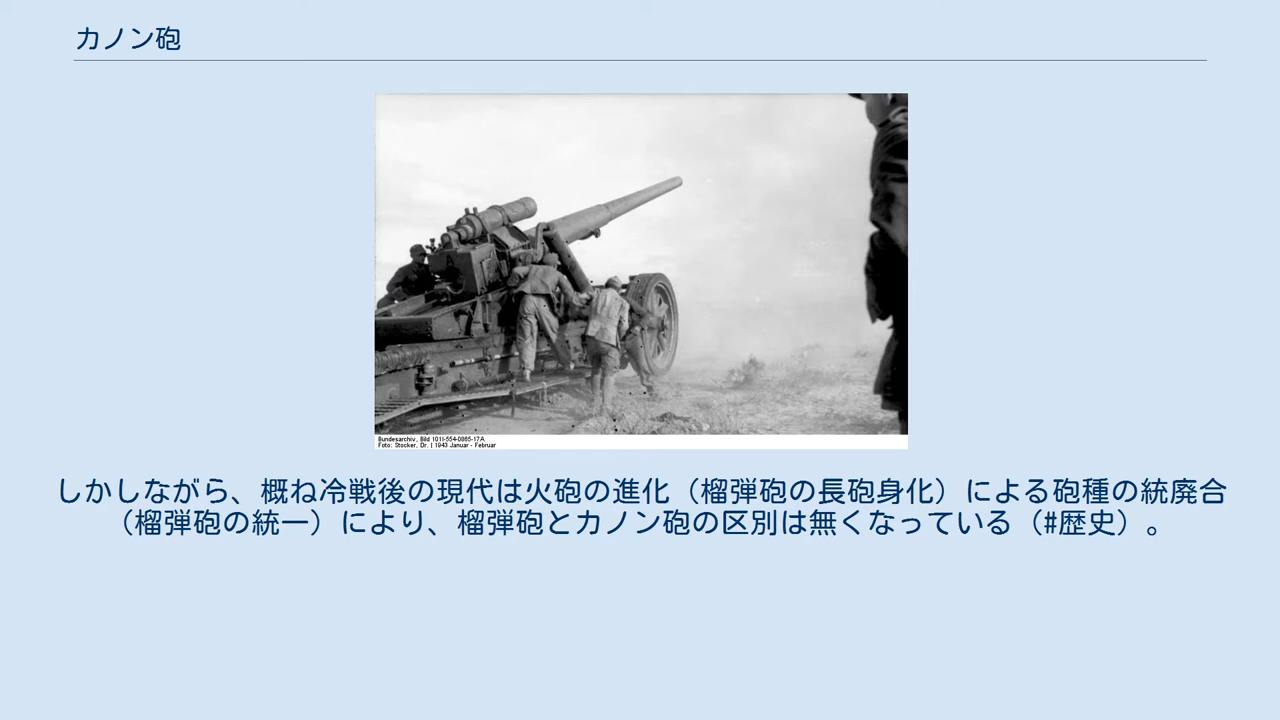 カノン砲
Bundesarchiv, Bild 101I-554-0865-17A
Foto: Stocker, Dr. | 1943 Januar - Februar
しかしながら、概ね冷戦後の現代は火砲の進化（榴弾砲の長砲身化）による砲種の統廃合
（榴弾砲の統一）により、榴弾砲とカノン砲の区別は無くなっている（#歴史）。